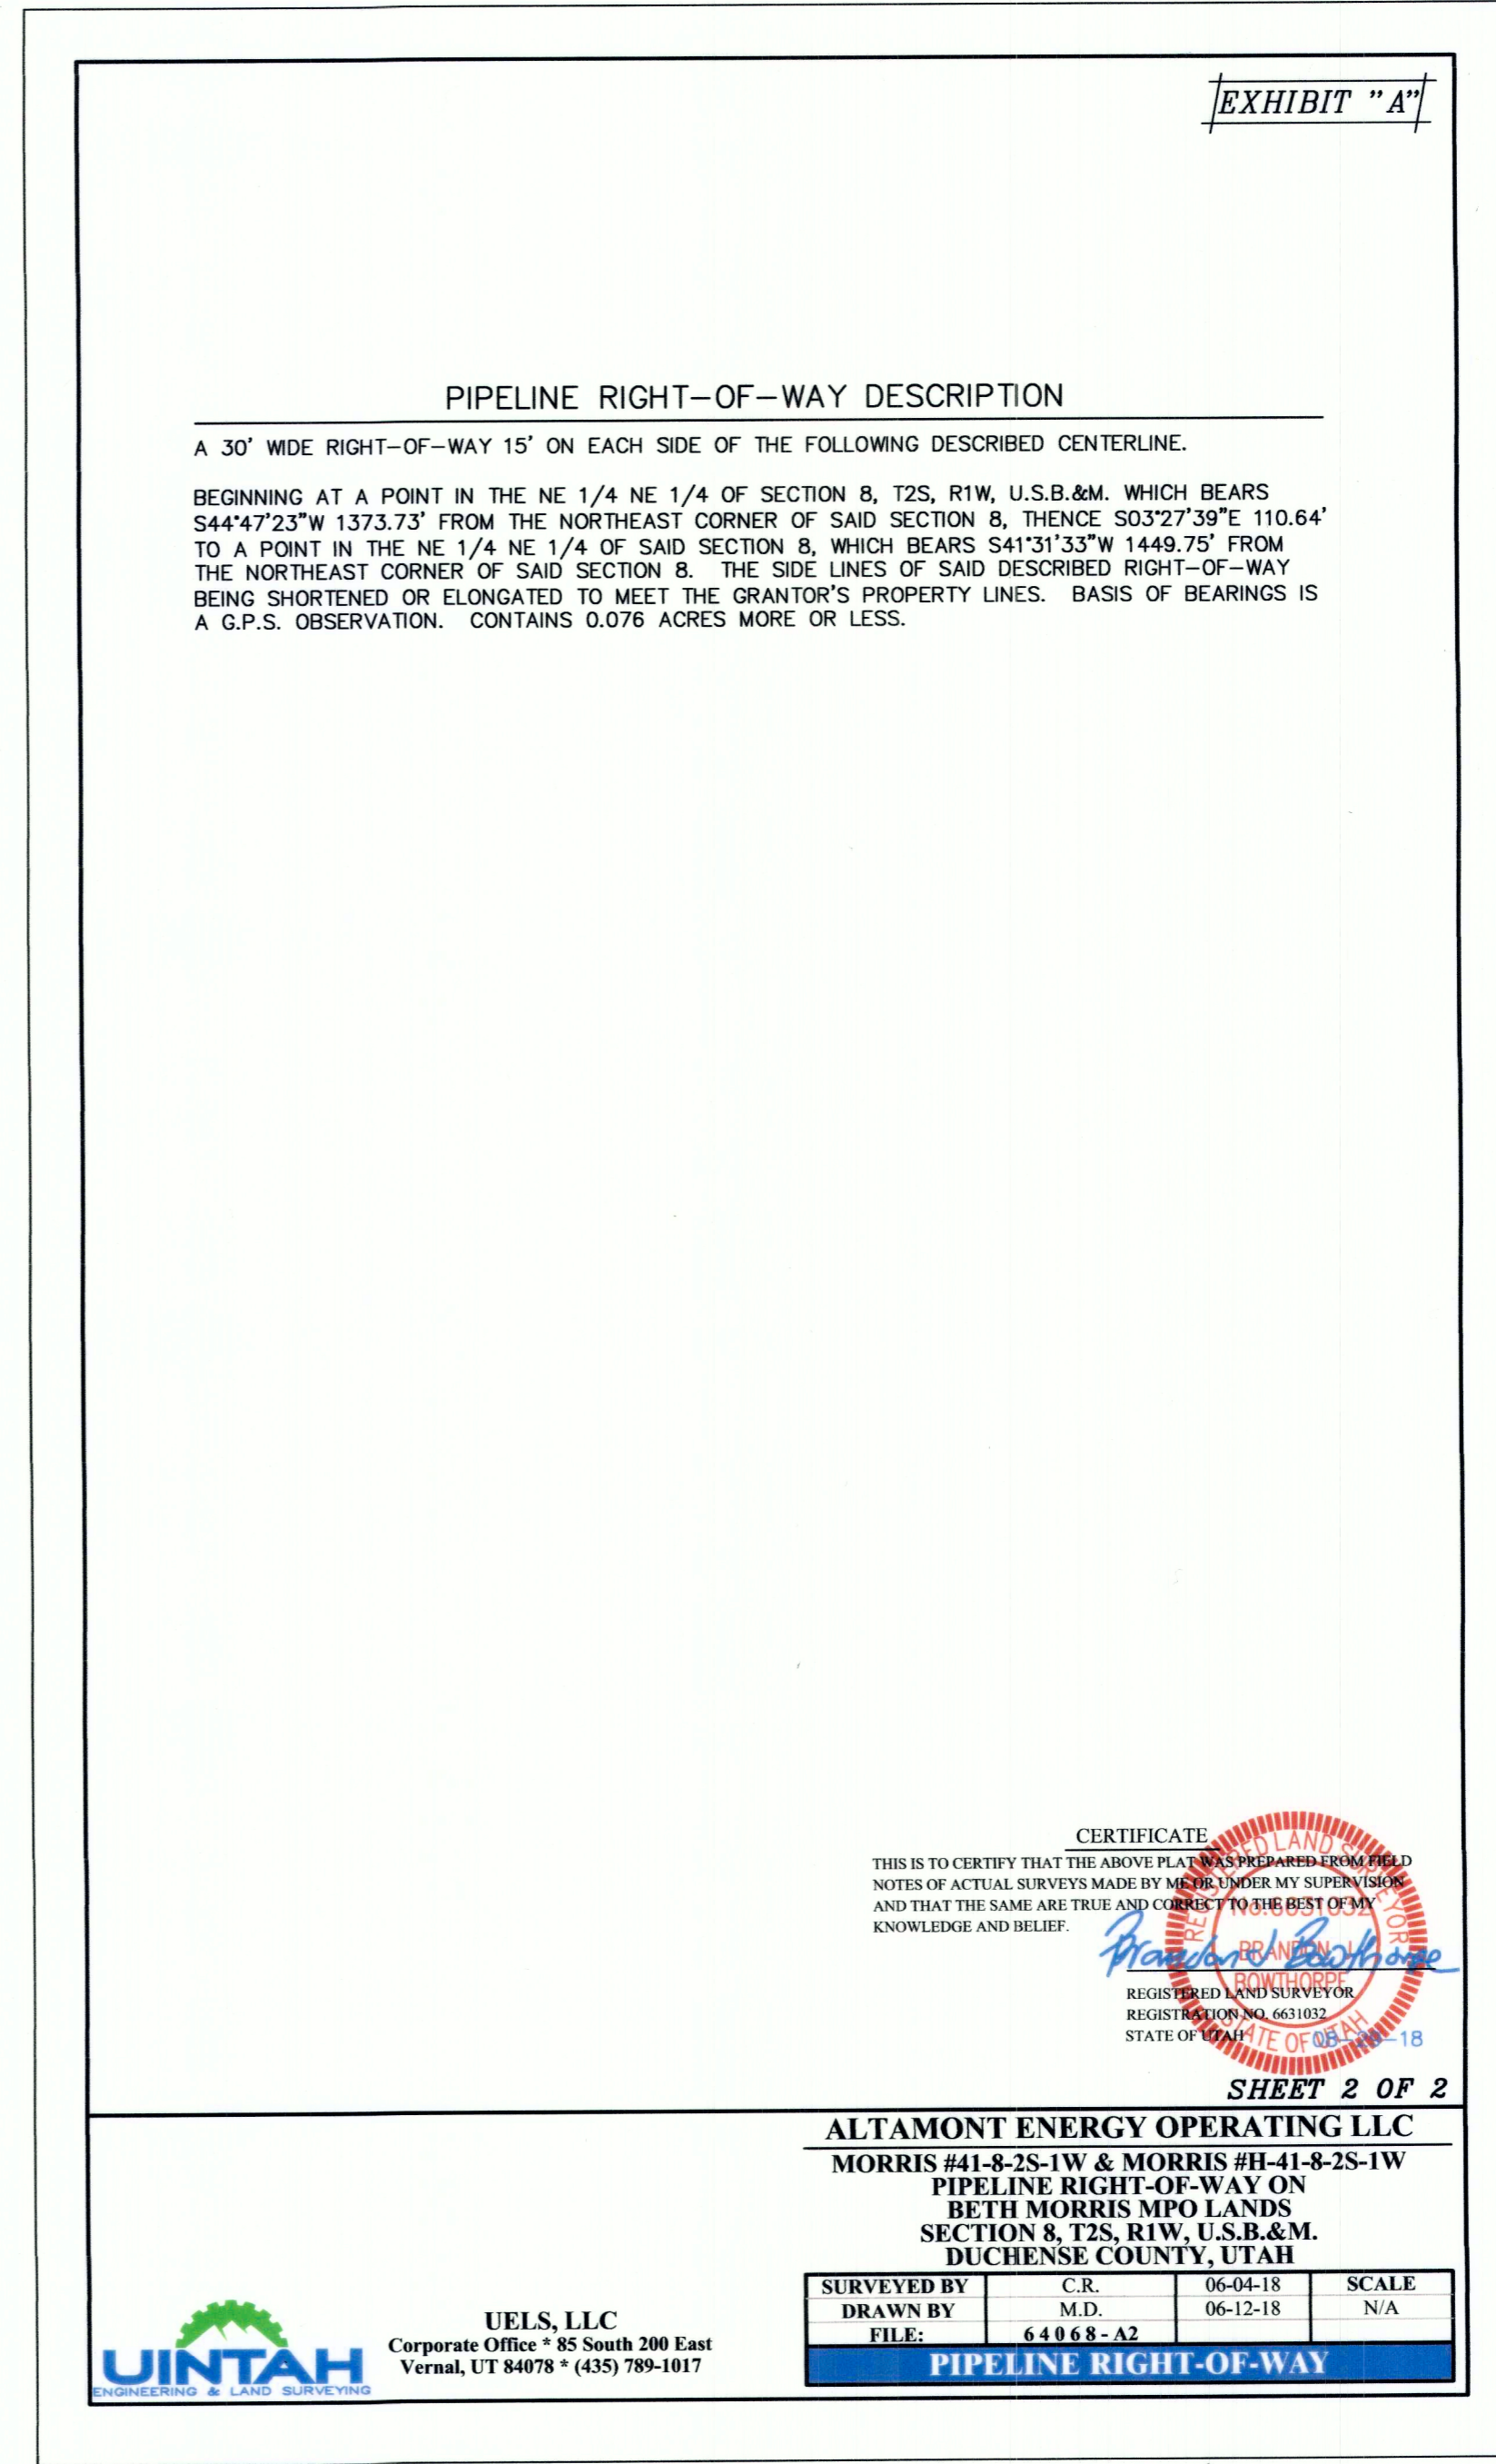 EXHIBIT "A"
PIPELINE RIGHT-OF-WAY DESCRIPTION
A 30' WIDE RIGHT-OF-WAY 15' ON EACH SIDE OF THE FOLLOWING DESCRIBED CENTERLINE.
BEGINNING AT A POINT IN THE NE 1/4 NE 1/4 OF SECTION 8, T2S, R1W, U.S.B.&M. WHICH BEARS
S44°47'23"W 1373.73' FROM THE NORTHEAST CORNER OF SAID SECTION 8, THENCE S03°27'39"E 110.64'
TO A POINT IN THE NE 1/4 NE 1/4 OF SAID SECTION 8, WHICH BEARS S41°31'33"W 1449.75' FROM
THE NORTHEAST CORNER OF SAID SECTION 8. THE SIDE LINES OF SAID DESCRIBED RIGHT-OF-WAY
BEING SHORTENED OR ELONGATED TO MEET THE GRANTOR'S PROPERTY LINES. BASIS OF BEARINGS IS
A G.P.S. OBSERVATION. CONTAINS 0.076 ACRES MORE OR LESS.
CERTIFICATE
THIS IS TO CERTIFY THAT THE ABOVE PLAT WAS PREPARED FROM FIELD
NOTES OF ACTUAL SURVEYS MADE BY ME OR UNDER MY SUPERVISION
AND THAT THE SAME ARE TRUE AND CORRECT TO THE BEST OF MY
KNOWLEDGE AND BELIEF.
REGISTERED LAND SURVEYOR
No. 6631032
BRANDON J.
BOWTHORPE
STATE OF UTAH
Brandon J Bowthorpe
REGISTERED LAND SURVEYOR
REGISTRATION NO. 6631032
STATE OF UTAH
SHEET 2 OF 2
ALTAMONT ENERGY OPERATING LLC
MORRIS #41-8-2S-1W & MORRIS #H-41-8-2S-1W
PIPELINE RIGHT-OF-WAY ON
BETH MORRIS MPO LANDS
SECTION 8, T2S, R1W, U.S.B.&M.
DUCHENSE COUNTY, UTAH
SURVEYED BY C.R. 06-04-18 SCALE
DRAWN BY M.D. 06-12-18 N/A
FILE: 64068-A2
PIPELINE RIGHT-OF-WAY
UINTAH
ENGINEERING & LAND SURVEYING
UELS, LLC
Corporate Office * 85 South 200 East
Vernal, UT 84078 * (435) 789-1017